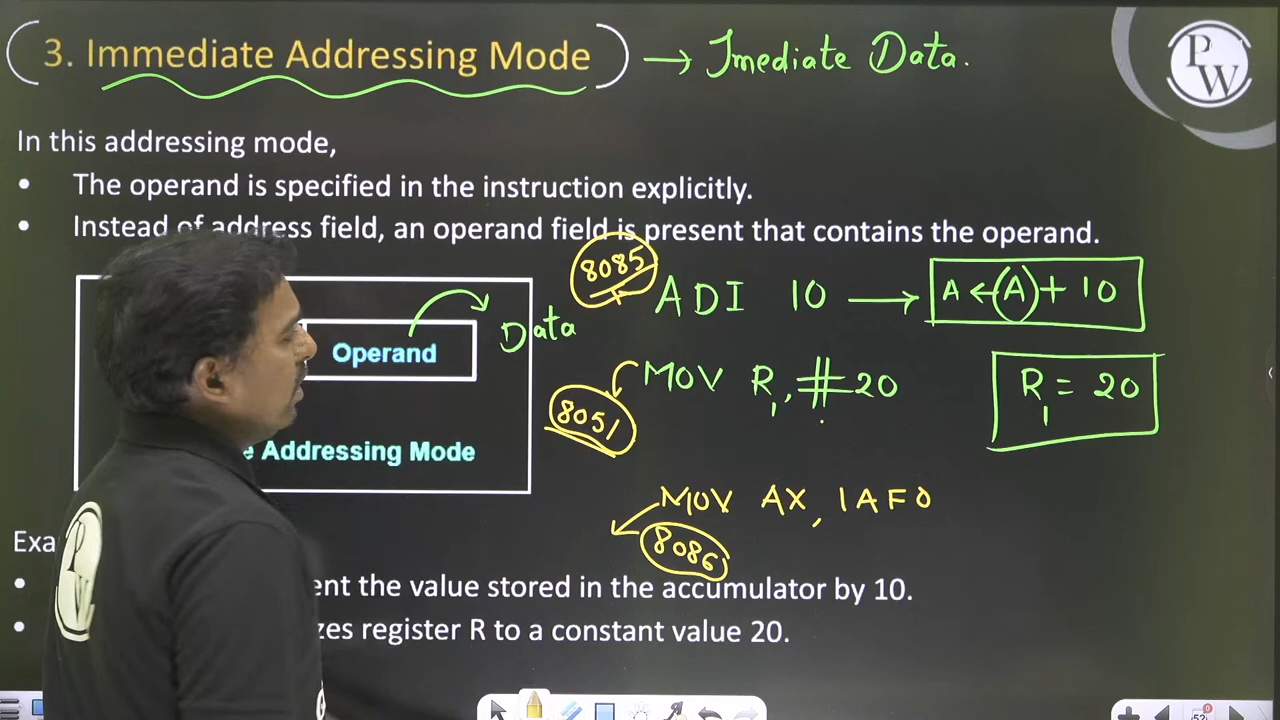 3. Immediate Addressing Mode → Imediate Data.
PW
In this addressing mode,
• The operand is specified in the instruction explicitly.
• Instead of address field, an operand field is present that contains the operand.
8085 ADI 10 → A ← (A) + 10
Operand Data
MOV R1, #20 R1 = 20
8051
Addressing Mode
MOV AX, 1AF0
8086
the value stored in the accumulator by 10.
register R to a constant value 20.